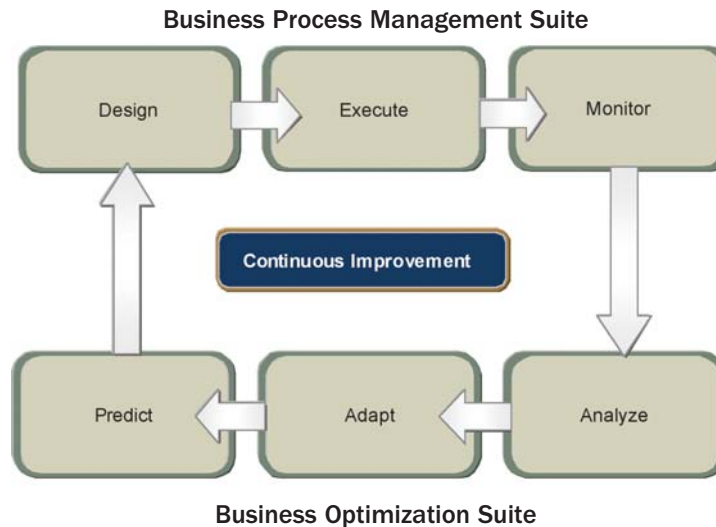 Business Process Management Suite
Design
Execute
Monitor
Continuous Improvement
Predict
Adapt
Analyze
Business Optimization Suite